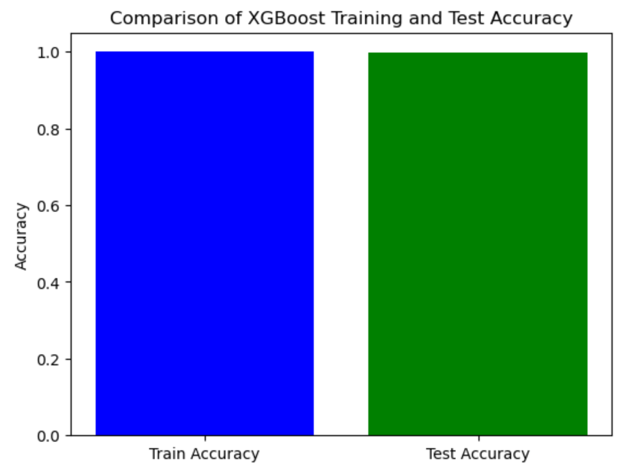 Comparison of XGBoost Training and Test Accuracy
Accuracy
1.0
0.8
0.6
0.4
0.2
0.0
Train Accuracy
Test Accuracy